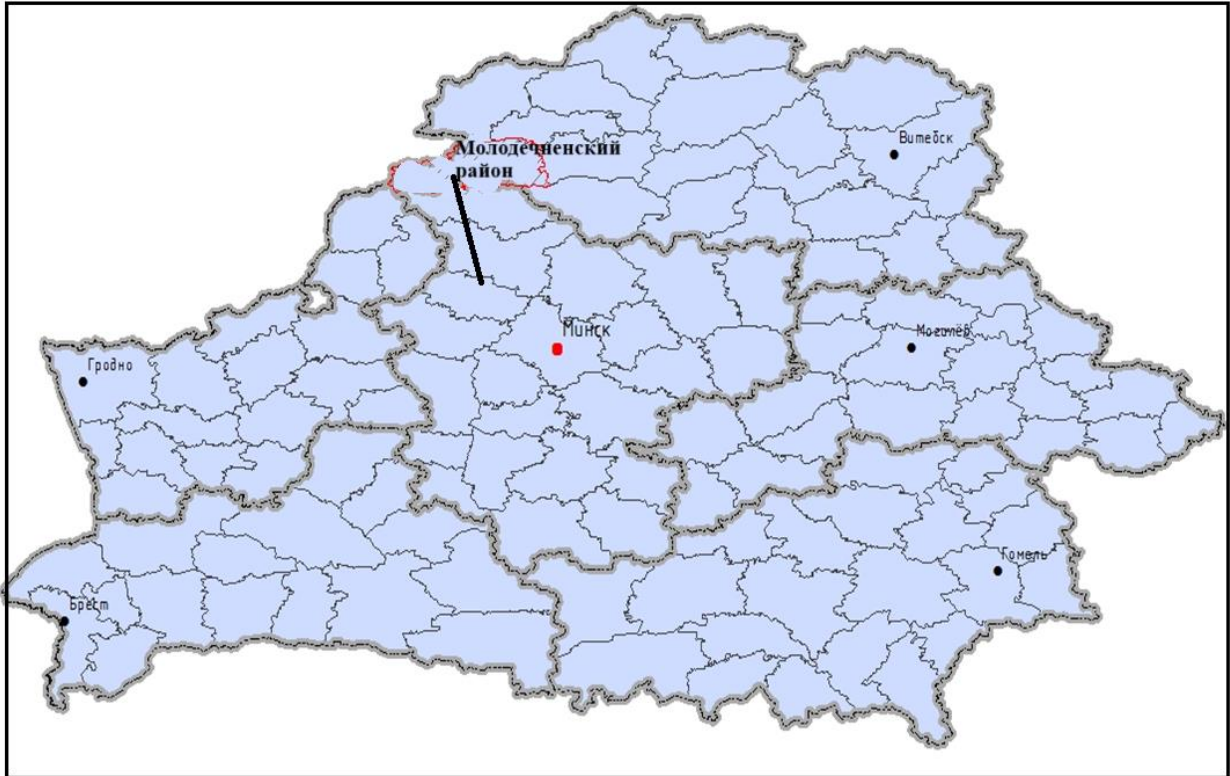 Витебск
Молодечненский
район
Минск
Могилёв
Гродно
Гомель
Брест